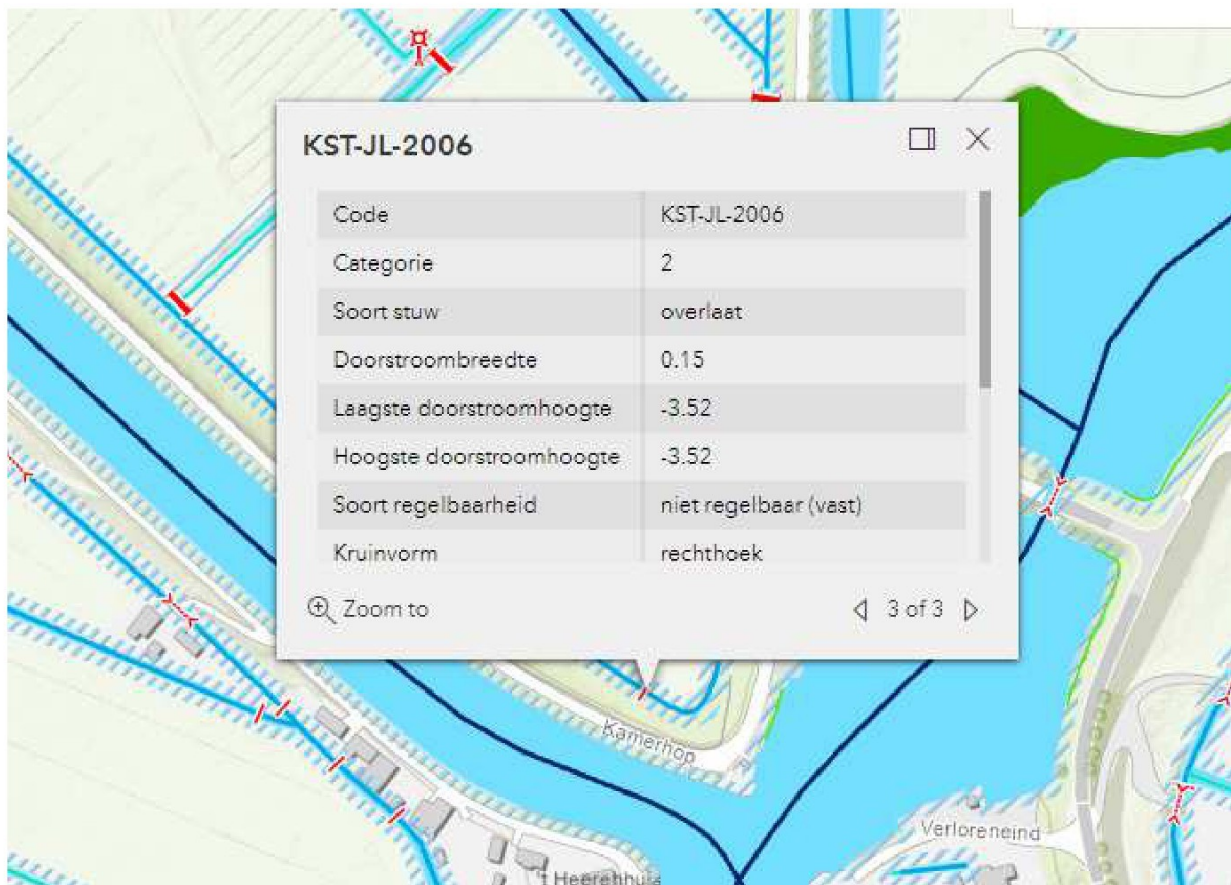 KST-JL-2006
Code KST-JL-2006
Categorie 2
Soort stuw overlaat
Doorstroombreedte 0.15
Laagste doorstroomhoogte -3.52
Hoogste doorstroomhoogte -3.52
Soort regelbaarheid niet regelbaar (vast)
Kruinvorm rechthoek
Zoom to 3 of 3
Kamerhop
Verloreneind
't Heerenhuis